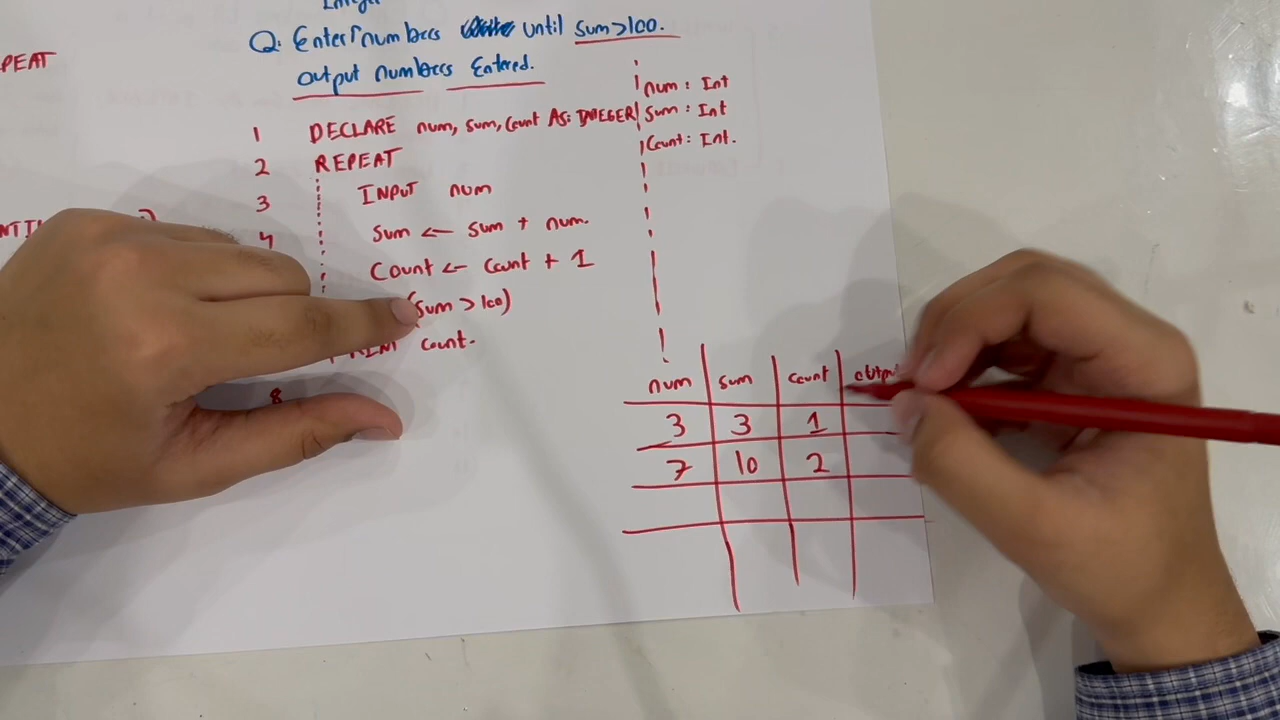 Q: Enter numbers until sum>100.
output numbers Entered.
PEAT
num : Int
1 DECLARE num, sum, Count AS: INTEGER
Sum : Int
2 REPEAT
Count: Int.
3 INPUT num
4 sum ← sum + num.
Count ← Count + 1
(sum > 100)
count.
8
num sum count
3 3 1
7 10 2